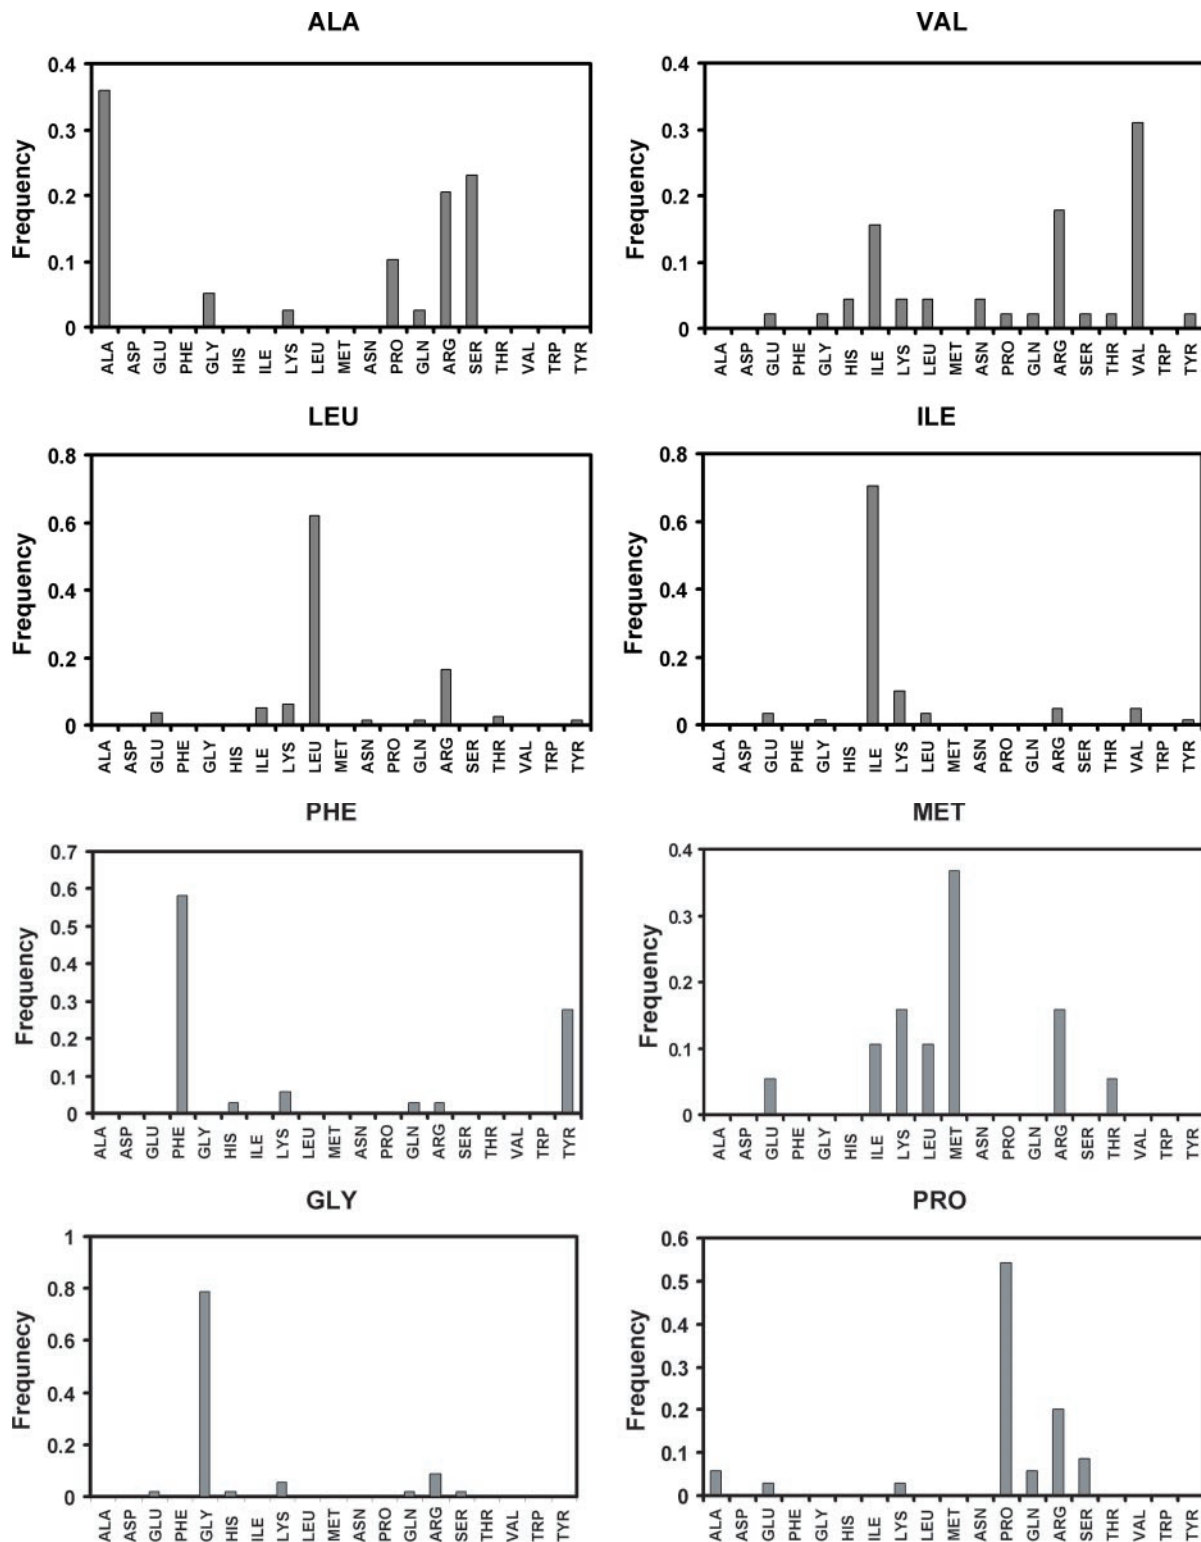 ALA
Frequency
0.4
0.3
0.2
0.1
0
ALA ASP GLU PHE GLY HIS ILE LYS LEU MET ASN PRO GLN ARG SER THR VAL TRP TYR
VAL
Frequency
0.4
0.3
0.2
0.1
0
ALA ASP GLU PHE GLY HIS ILE LYS LEU MET ASN PRO GLN ARG SER THR VAL TRP TYR
LEU
Frequency
0.8
0.6
0.4
0.2
0
ALA ASP GLU PHE GLY HIS ILE LYS LEU MET ASN PRO GLN ARG SER THR VAL TRP TYR
ILE
Frequency
0.8
0.6
0.4
0.2
0
ALA ASP GLU PHE GLY HIS ILE LYS LEU MET ASN PRO GLN ARG SER THR VAL TRP TYR
PHE
Frequency
0.7
0.6
0.5
0.4
0.3
0.2
0.1
0
ALA ASP GLU PHE GLY HIS ILE LYS LEU MET ASN PRO GLN ARG SER THR VAL TRP TYR
MET
Frequency
0.4
0.3
0.2
0.1
0
ALA ASP GLU PHE GLY HIS ILE LYS LEU MET ASN PRO GLN ARG SER THR VAL TRP TYR
GLY
Frequnecy
1
0.8
0.6
0.4
0.2
0
ALA ASP GLU PHE GLY HIS ILE LYS LEU MET ASN PRO GLN ARG SER THR VAL TRP TYR
PRO
Frequency
0.6
0.5
0.4
0.3
0.2
0.1
0
ALA ASP GLU PHE GLY HIS ILE LYS LEU MET ASN PRO GLN ARG SER THR VAL TRP TYR